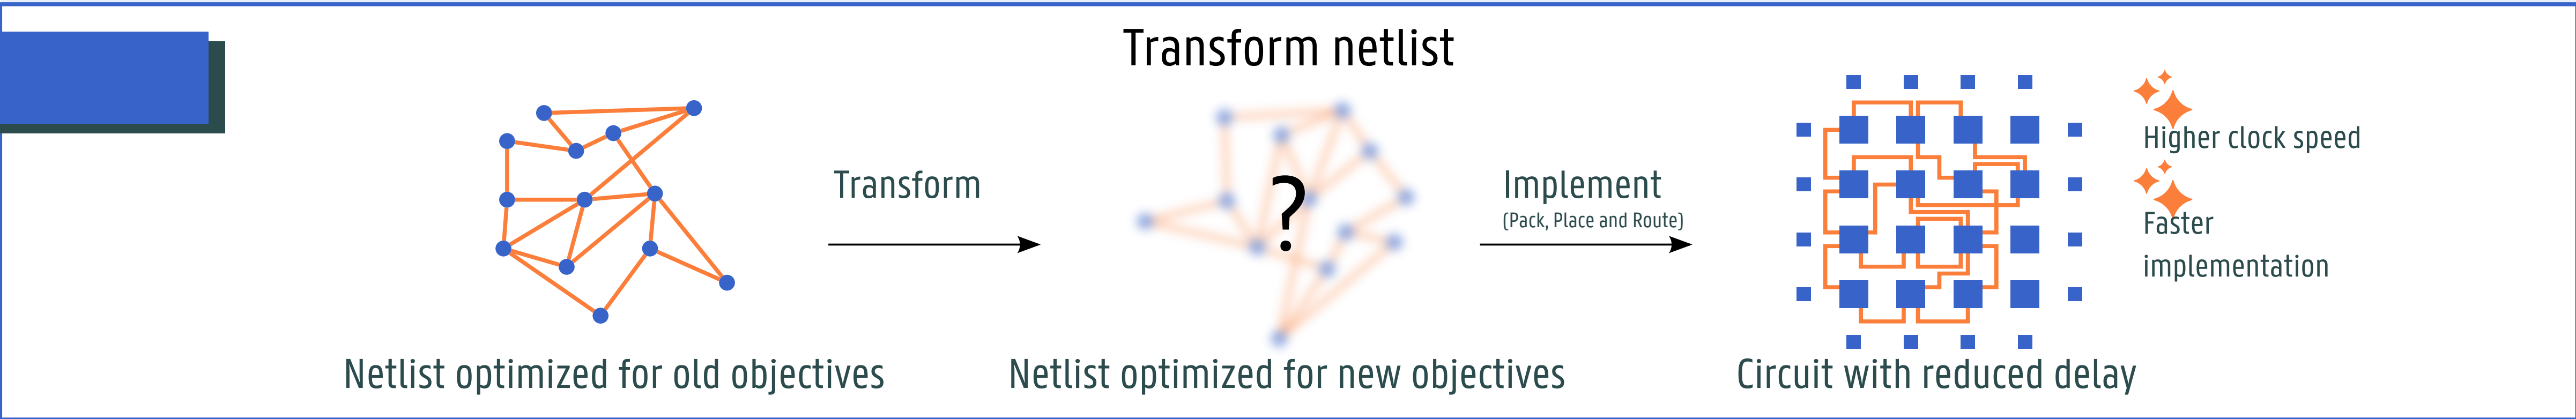 Transform netlist
Transform
?
Implement
(Pack, Place and Route)
Higher clock speed
Faster
implementation
Netlist optimized for old objectives
Netlist optimized for new objectives
Circuit with reduced delay